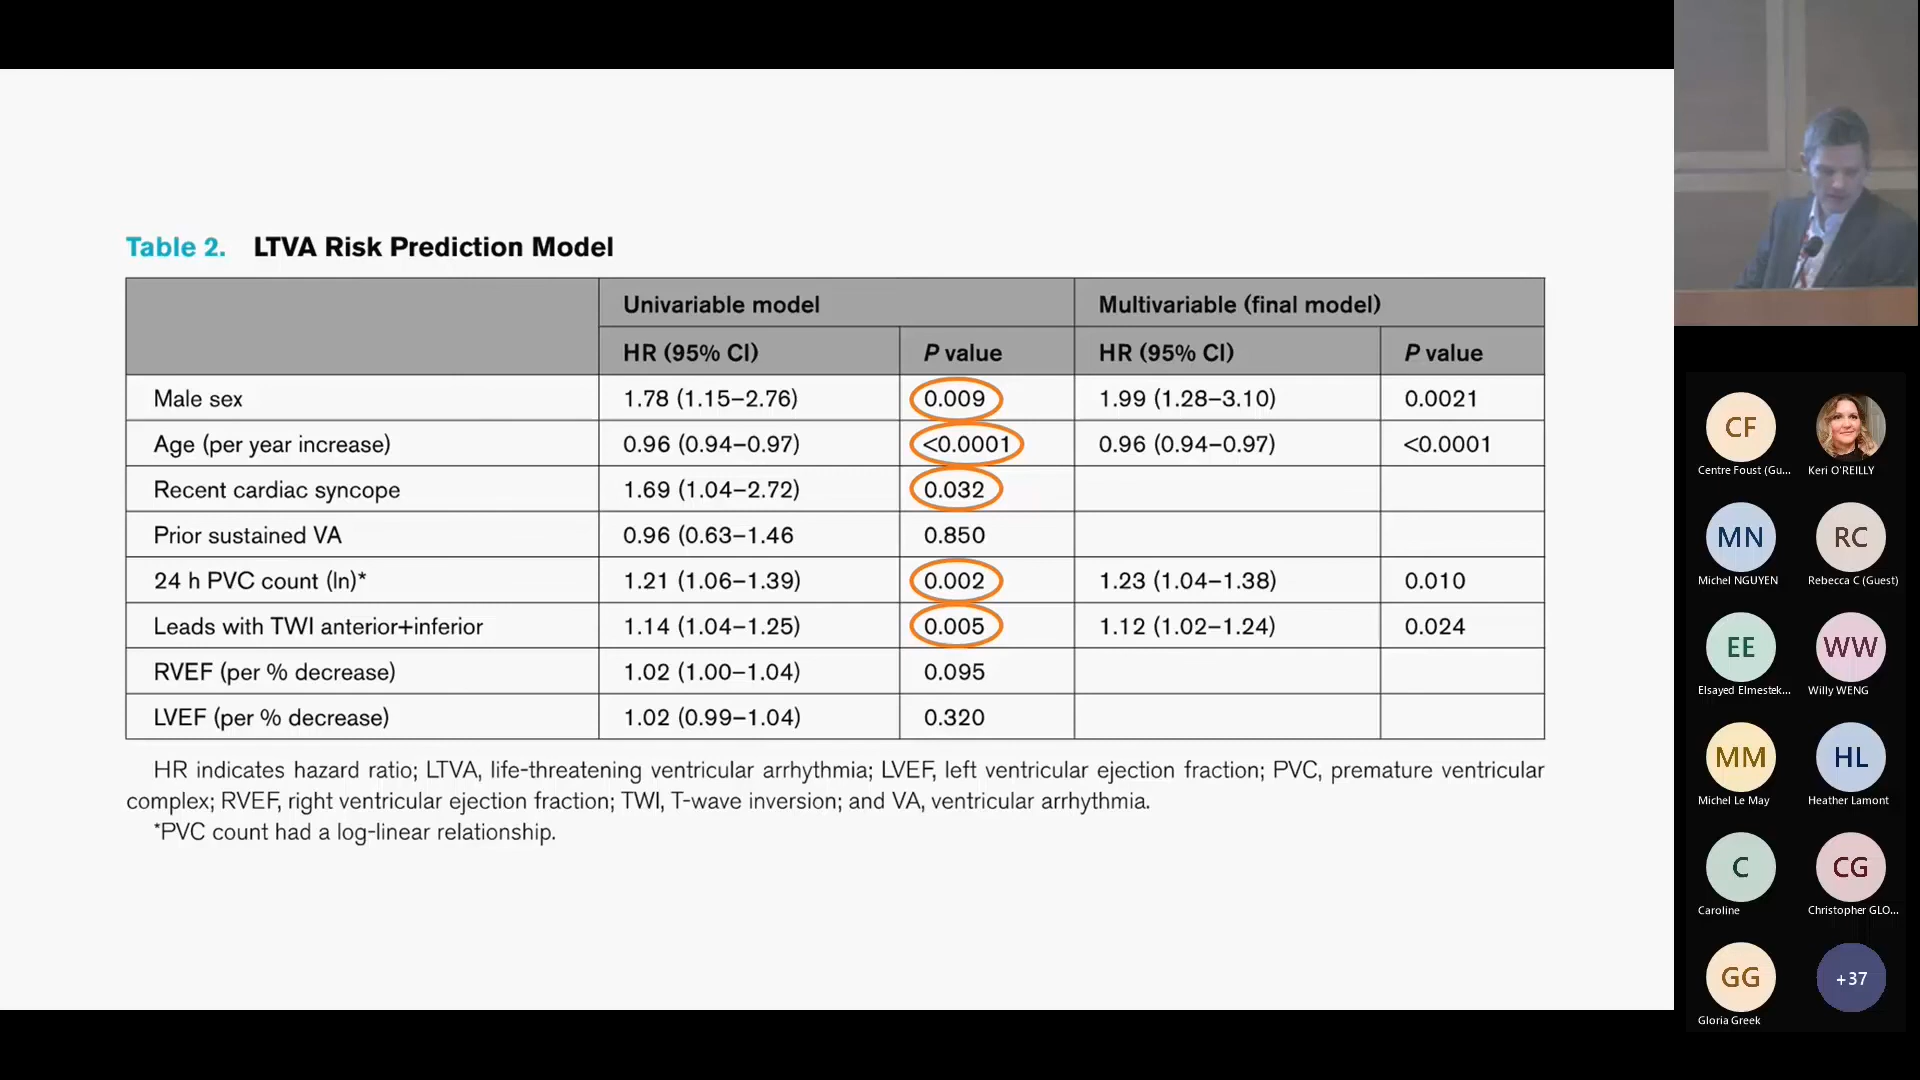 Table 2. LTVA Risk Prediction Model
Univariable model Multivariable (final model)
HR (95% CI) P value HR (95% CI) P value
Male sex 1.78 (1.15–2.76) 0.009 1.99 (1.28–3.10) 0.0021
Age (per year increase) 0.96 (0.94–0.97) <0.0001 0.96 (0.94–0.97) <0.0001
Recent cardiac syncope 1.69 (1.04–2.72) 0.032
Prior sustained VA 0.96 (0.63–1.46 0.850
24 h PVC count (ln)* 1.21 (1.06–1.39) 0.002 1.23 (1.04–1.38) 0.010
Leads with TWI anterior+inferior 1.14 (1.04–1.25) 0.005 1.12 (1.02–1.24) 0.024
RVEF (per % decrease) 1.02 (1.00–1.04) 0.095
LVEF (per % decrease) 1.02 (0.99–1.04) 0.320
HR indicates hazard ratio; LTVA, life-threatening ventricular arrhythmia; LVEF, left ventricular ejection fraction; PVC, premature ventricular
complex; RVEF, right ventricular ejection fraction; TWI, T-wave inversion; and VA, ventricular arrhythmia.
*PVC count had a log-linear relationship.
CF
Centre Foust (Gu... Keri O'REILLY
MN RC
Michel NGUYEN Rebecca C (Guest)
EE WW
Elsayed Elmestek... Willy WENG
MM HL
Michel Le May Heather Lamont
C CG
Caroline Christopher GLO...
GG +37
Gloria Greek